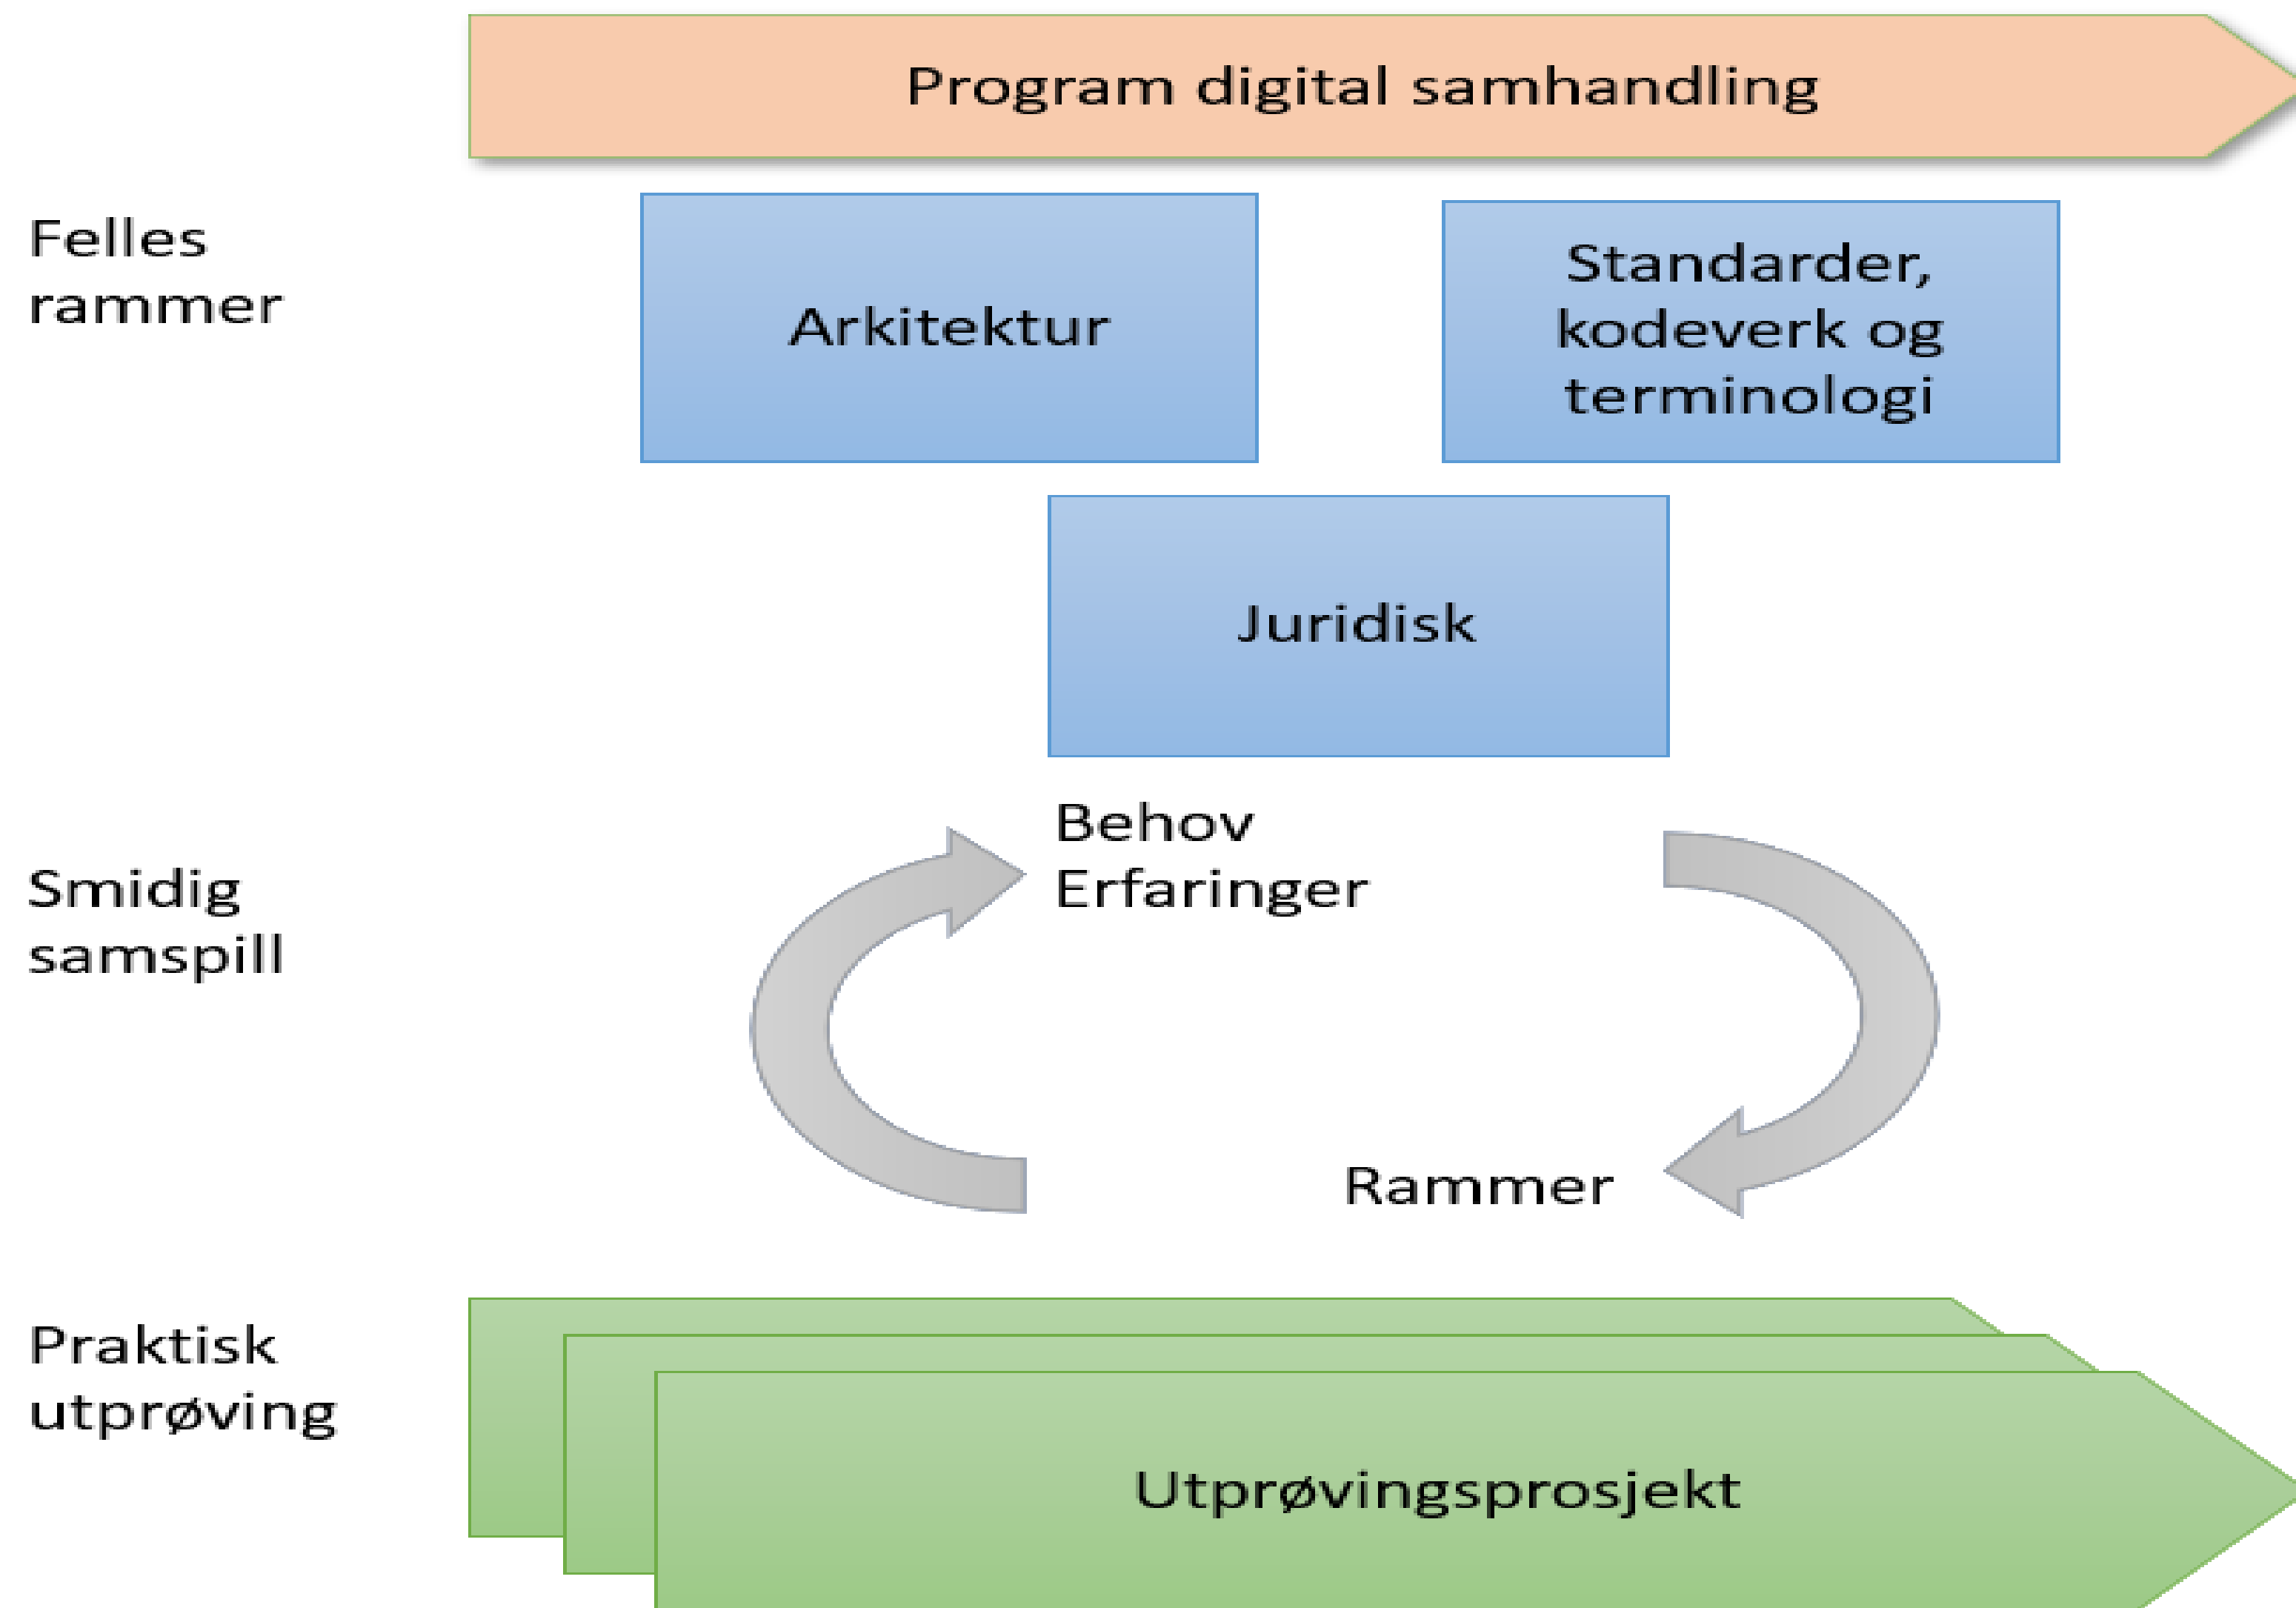 Program digital samhandling
Felles
rammer
Arkitektur
Standarder,
kodeverk og
terminologi
Juridisk
Smidig
samspill
Behov
Erfaringer
Rammer
Praktisk
utprøving
Utprøvingsprosjekt